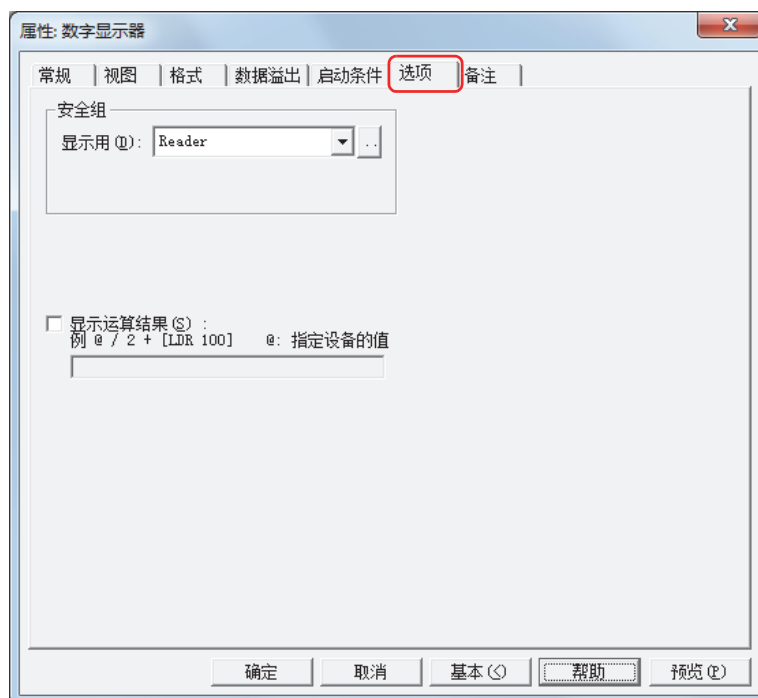 属性: 数字显示器
常规 视图 格式 数据溢出 启动条件 选项 备注
安全组
显示用(D): Reader ..
显示运算结果(S) :
例 @ / 2 + [LDR 100] @: 指定设备的值
确定 取消 基本(<) 帮助 预览(P)